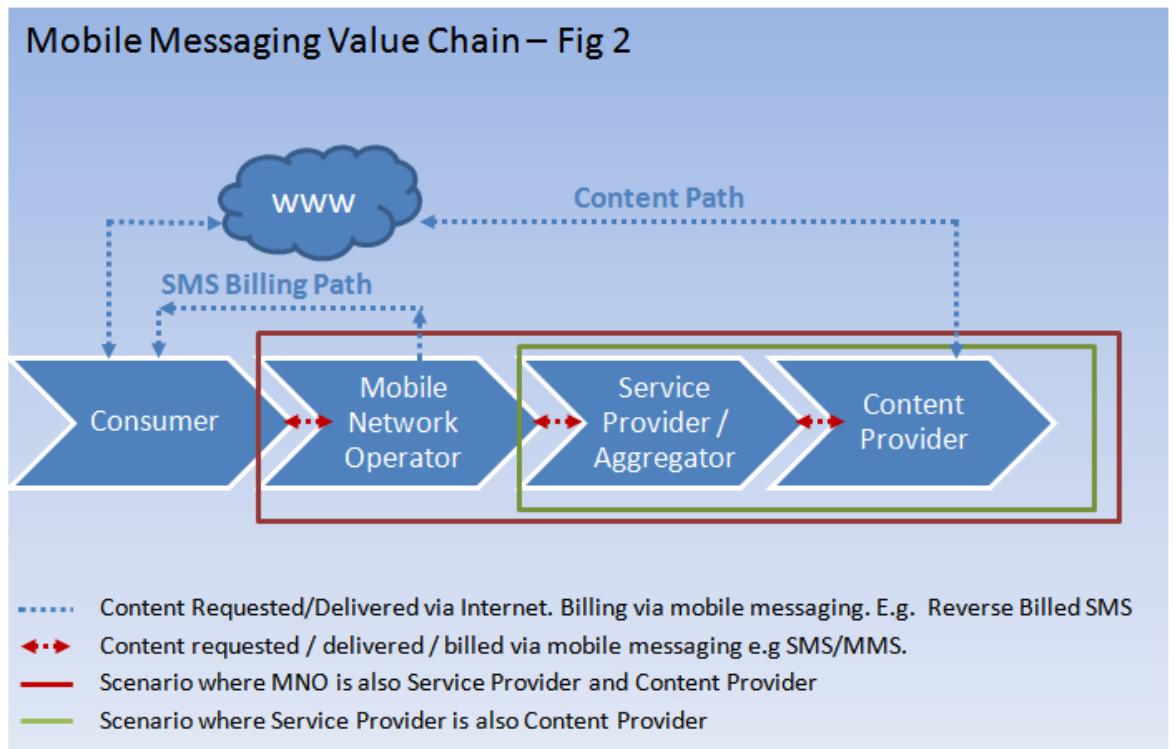 Mobile Messaging Value Chain – Fig 2
www
Content Path
SMS Billing Path
Consumer
Mobile
Network
Operator
Service
Provider /
Aggregator
Content
Provider
Content Requested/Delivered via Internet. Billing via mobile messaging. E.g. Reverse Billed SMS
Content requested / delivered / billed via mobile messaging e.g SMS/MMS.
Scenario where MNO is also Service Provider and Content Provider
Scenario where Service Provider is also Content Provider